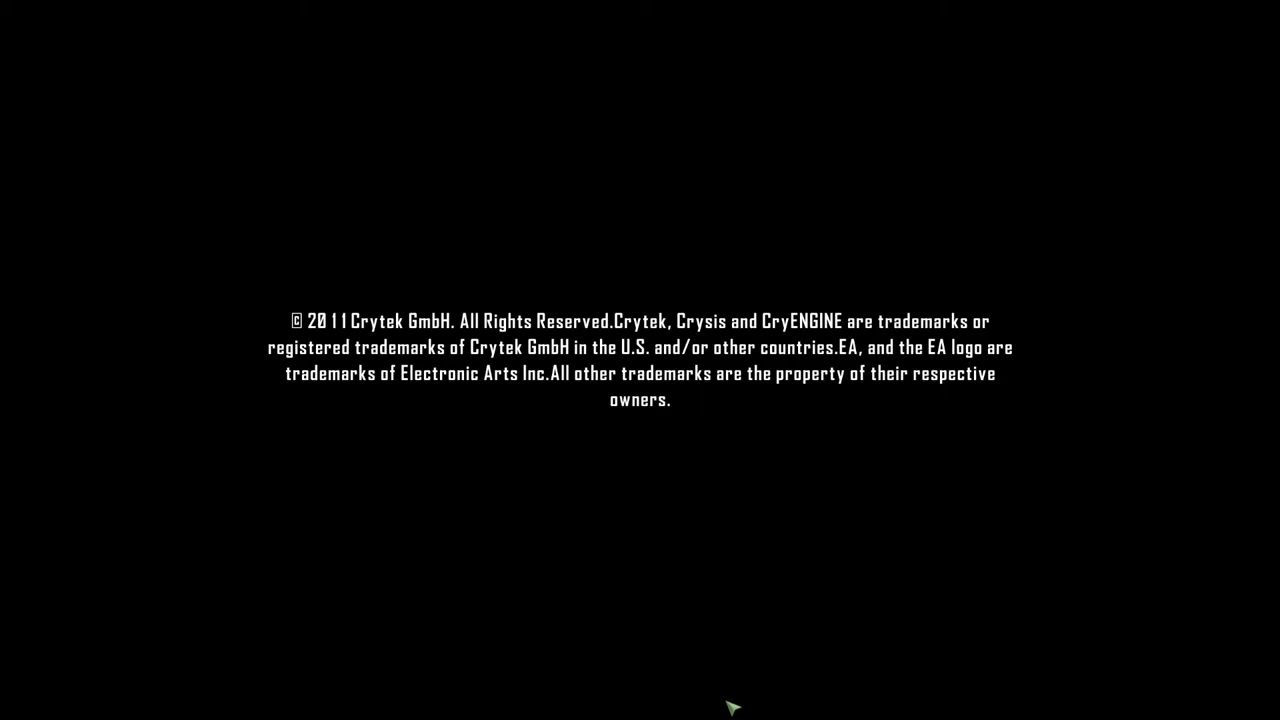 © 2011 Crytek GmbH. All Rights Reserved.Crytek, Crysis and CryENGINE are trademarks or
registered trademarks of Crytek GmbH in the U.S. and/or other countries.EA, and the EA logo are
trademarks of Electronic Arts Inc.All other trademarks are the property of their respective
owners.